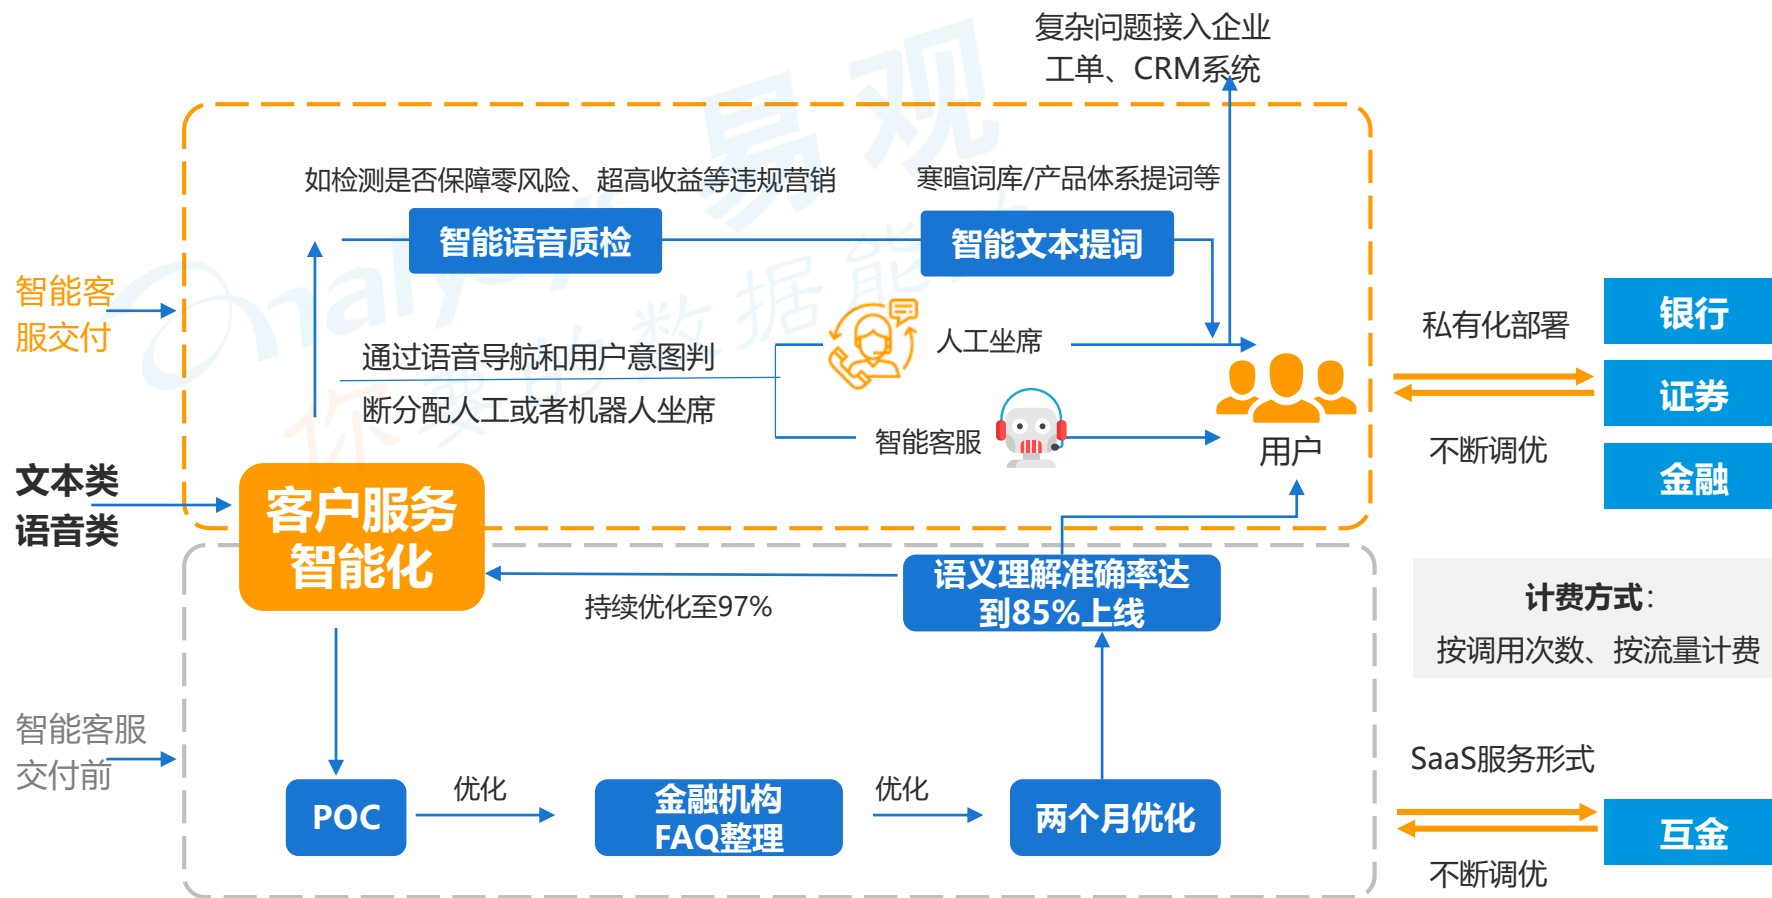 复杂问题接入企业
工单、CRM系统
如检测是否保障零风险、超高收益等违规营销
寒暄词库/产品体系提词等
智能语音质检
智能文本提词
智能客
服交付
通过语音导航和用户意图判
断分配人工或者机器人坐席
人工坐席
智能客服
用户
私有化部署
不断调优
银行
证券
金融
文本类
语音类
客户服务
智能化
语义理解准确率达
到85%上线
持续优化至97%
计费方式：
按调用次数、按流量计费
智能客服
交付前
POC
优化
金融机构
FAQ整理
优化
两个月优化
SaaS服务形式
不断调优
互金
analysys 易观
你要的数据能力